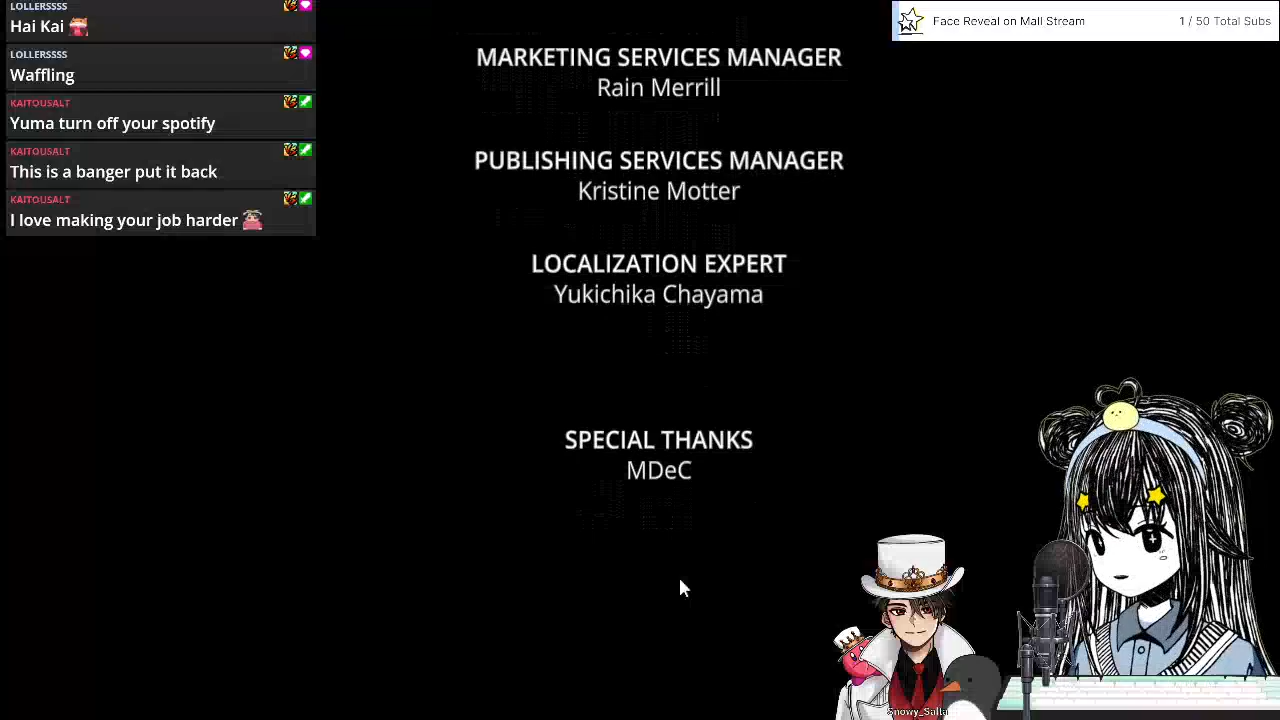 LOLLERSSSS
Hai Kai
LOLLERSSSS
Waffling
KAITOUSALT
Yuma turn off your spotify
KAITOUSALT
This is a banger put it back
KAITOUSALT
I love making your job harder
Face Reveal on Mall Stream 1 / 50 Total Subs
MARKETING SERVICES MANAGER
Rain Merrill
PUBLISHING SERVICES MANAGER
Kristine Motter
LOCALIZATION EXPERT
Yukichika Chayama
SPECIAL THANKS
MDeC